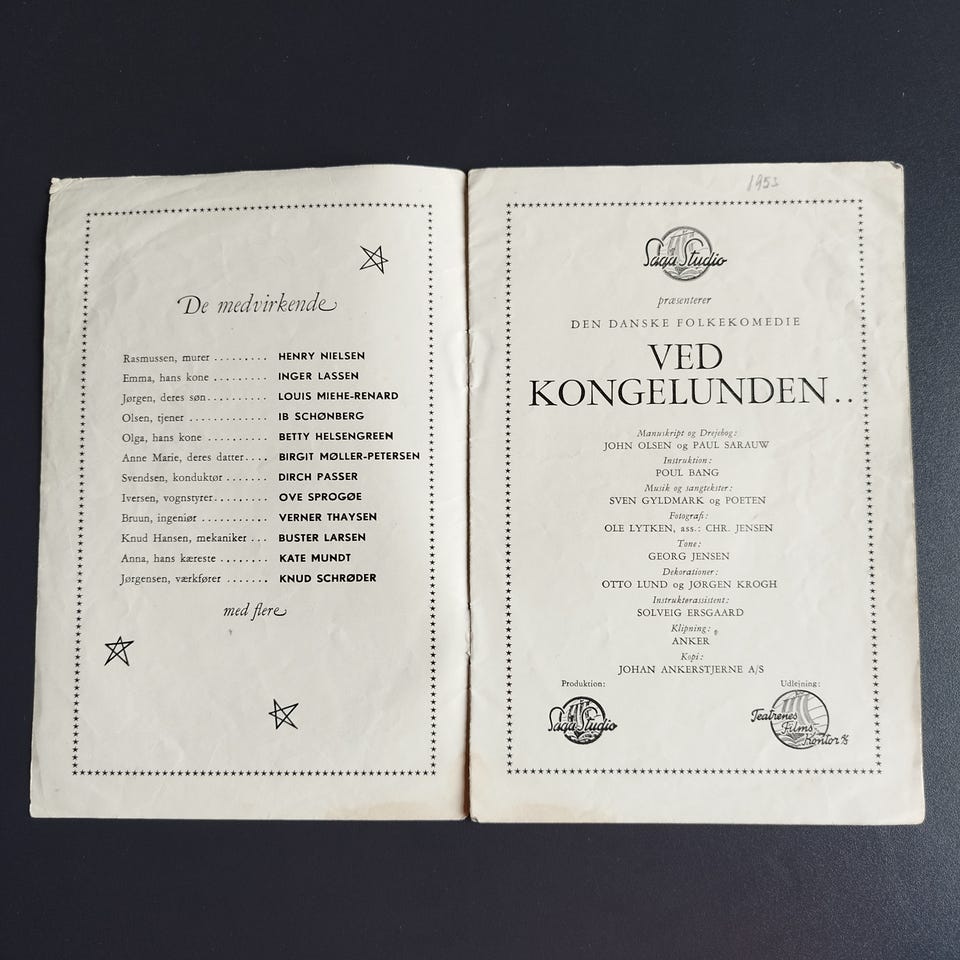 De medvirkende
Rasmussen, murer ......... HENRY NIELSEN
Emma, hans kone ......... INGER LASSEN
Jørgen, deres søn........... LOUIS MIEHE-RENARD
Olsen, tjener .............. IB SCHØNBERG
Olga, hans kone .......... BETTY HELSENGREEN
Anne Marie, deres datter.... BIRGIT MØLLER-PETERSEN
Svendsen, konduktør ....... DIRCH PASSER
Iversen, vognstyrer......... OVE SPROGØE
Bruun, ingeniør ........... VERNER THAYSEN
Knud Hansen, mekaniker ... BUSTER LARSEN
Anna, hans kæreste ........ KATE MUNDT
Jørgensen, værkfører ....... KNUD SCHRØDER
med flere
Saga Studio
præsenterer
DEN DANSKE FOLKEKOMEDIE
VED
KONGELUNDEN..
Manuskript og Drejebog:
JOHN OLSEN og PAUL SARAUW
Instruktion:
POUL BANG
Musik og sangtekster:
SVEN GYLDMARK og POETEN
Fotografi:
OLE LYTKEN, ass.: CHR. JENSEN
Tone:
GEORG JENSEN
Dekorationer:
OTTO LUND og JØRGEN KROGH
Instruktørassistent:
SOLVEIG ERSGAARD
Klipning:
ANKER
Kopi:
JOHAN ANKERSTJERNE A/S
Produktion:
Saga Studio
Udlejning:
Teatrenes
Films-
Kontor A/S